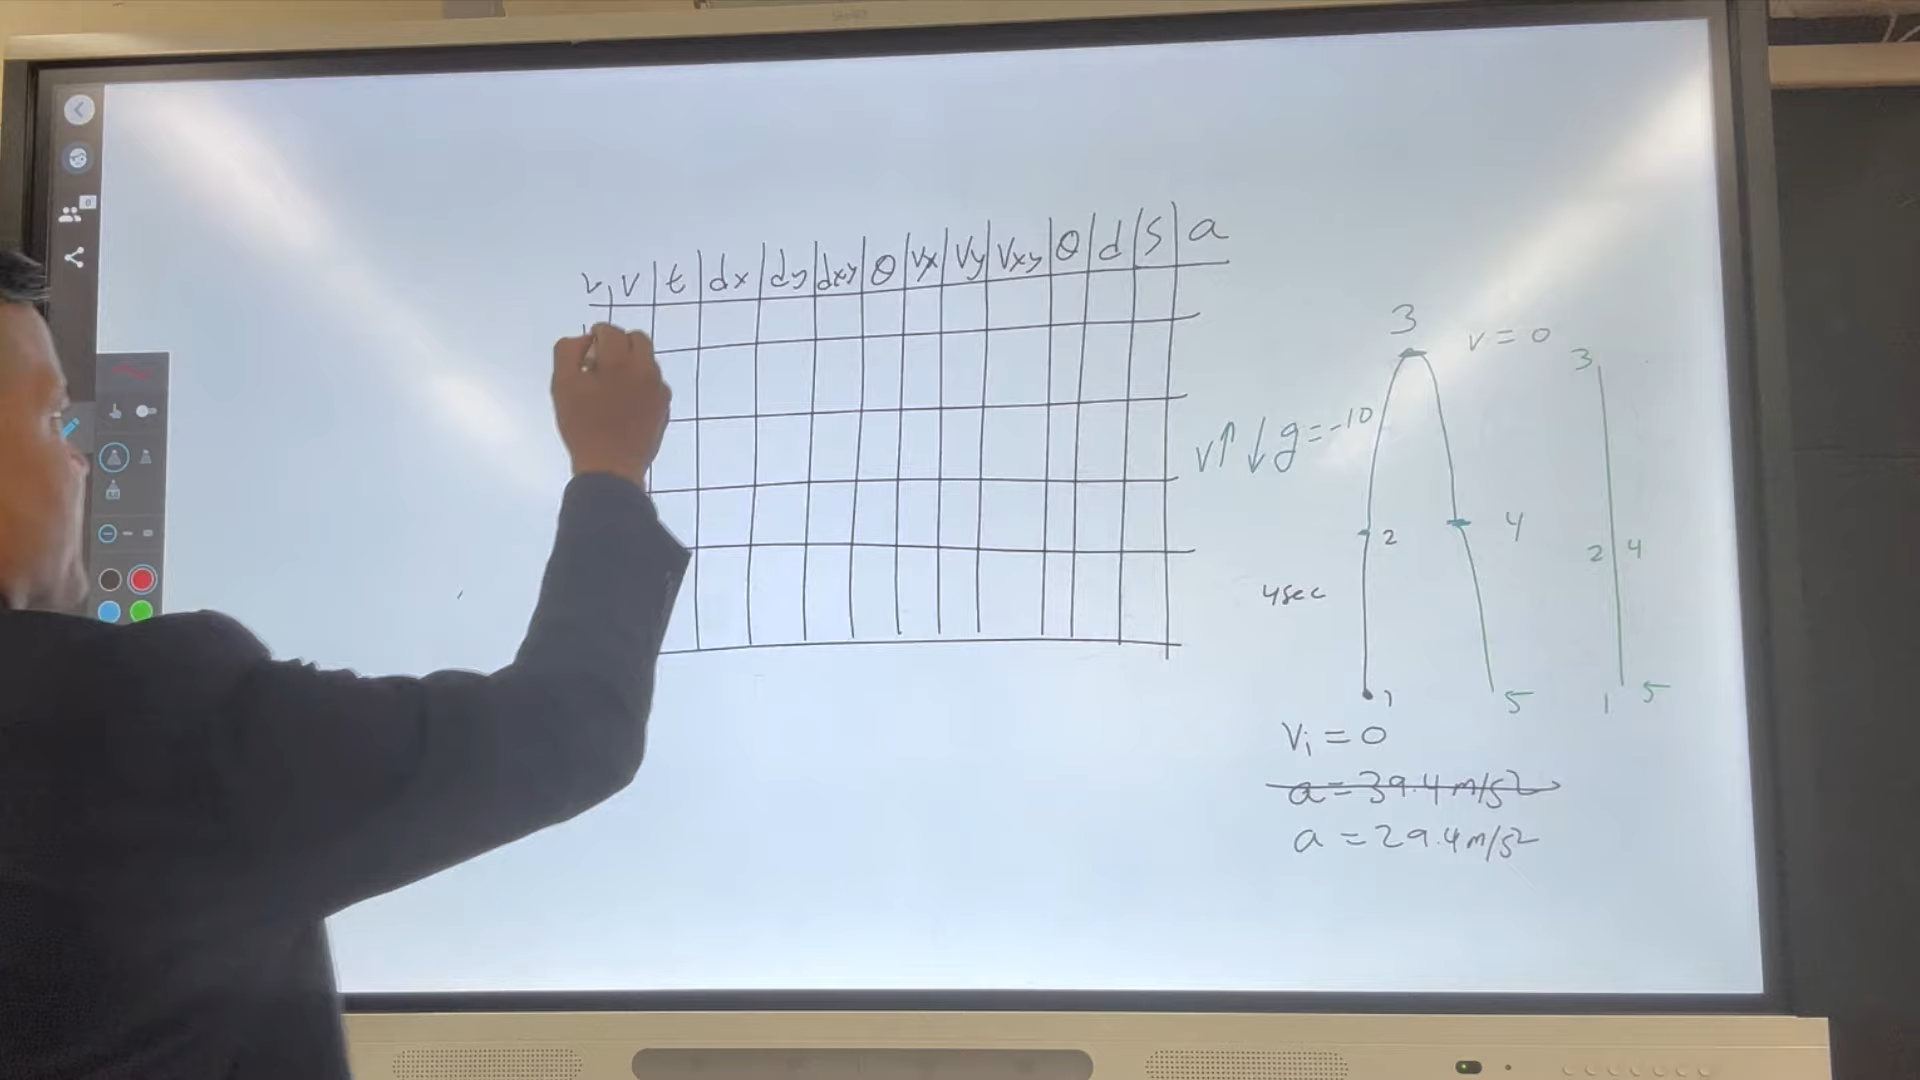 v₁ v t dx dy dxy θ vx vy vxy θ d s a
3
v = 0
3
v↑ ↓ g = -10
2
4
2 4
4sec
1
5
1 5
Vi = 0
a = 39.4 m/s²
a = 29.4 m/s²